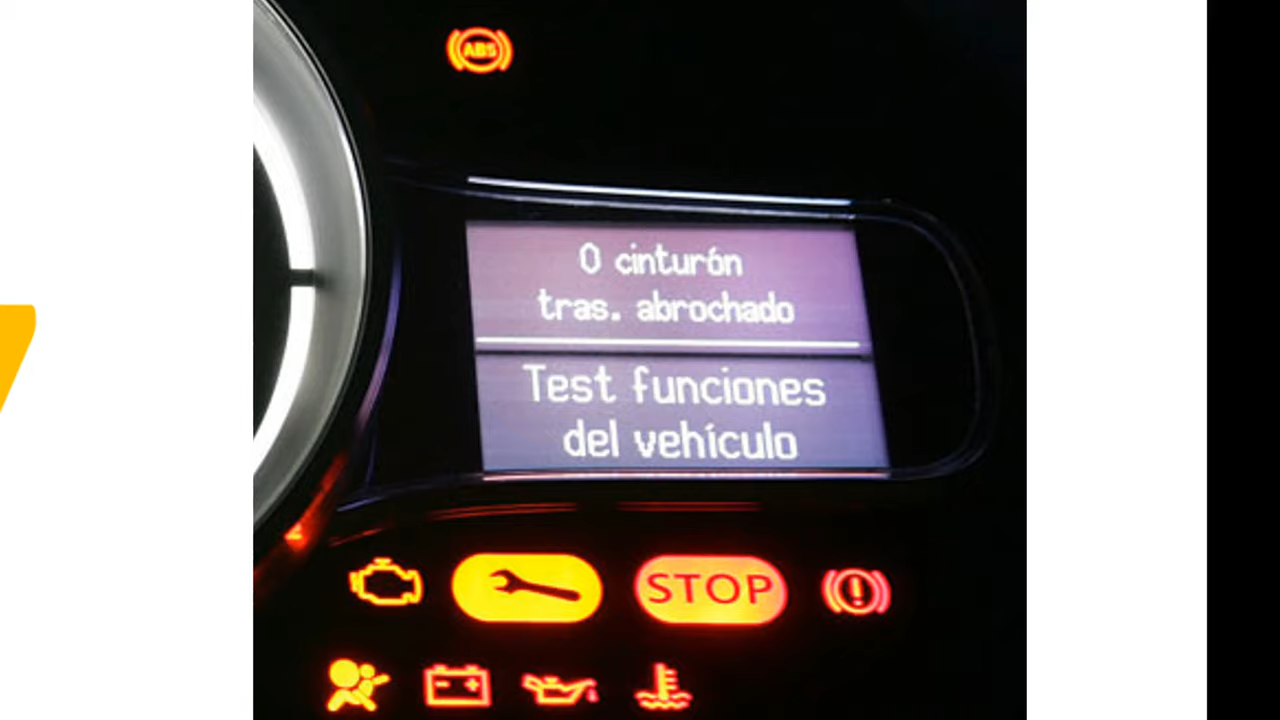 ABS
0 cinturón
tras. abrochado
Test funciones
del vehículo
STOP